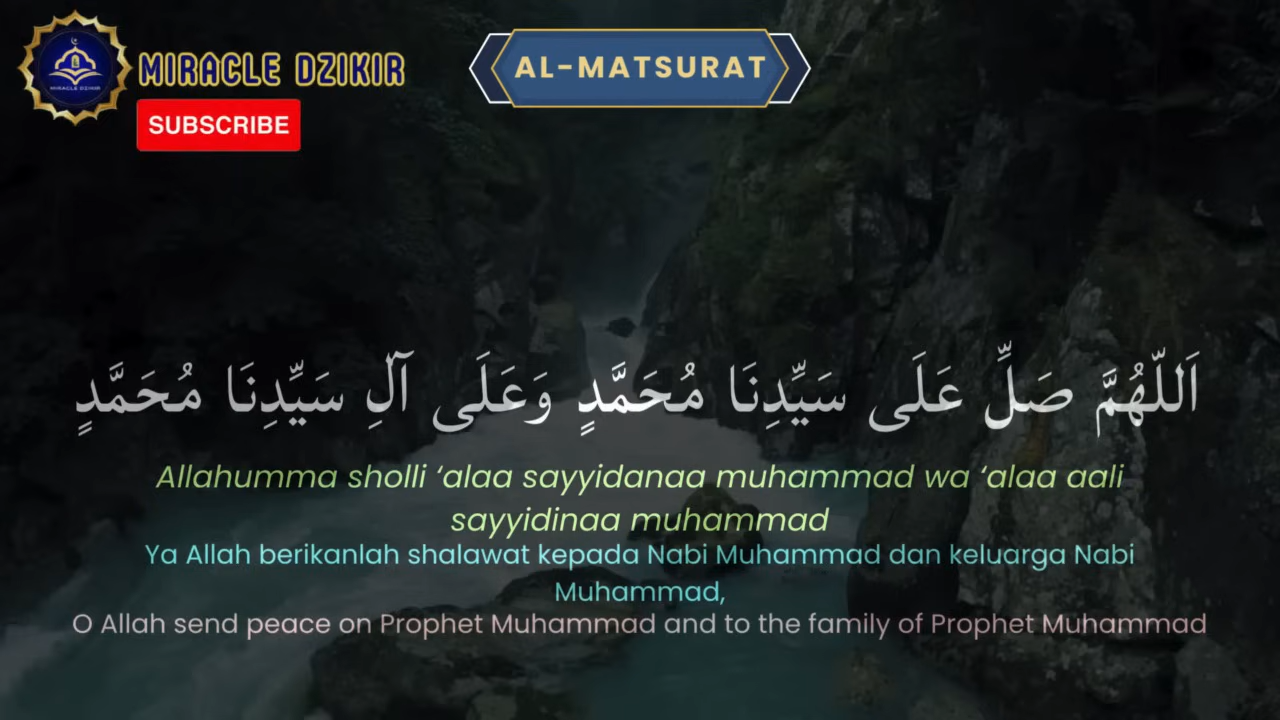 MIRACLE DZIKIR
MIRACLE DZIKIR
SUBSCRIBE
AL-MATSURAT
اَللّٰهُمَّ صَلِّ عَلَى سَيِّدِنَا مُحَمَّدٍ وَعَلَى آلِ سَيِّدِنَا مُحَمَّدٍ
Allahumma sholli ‘alaa sayyidanaa muhammad wa ‘alaa aali
sayyidinaa muhammad
Ya Allah berikanlah shalawat kepada Nabi Muhammad dan keluarga Nabi
Muhammad,
O Allah send peace on Prophet Muhammad and to the family of Prophet Muhammad